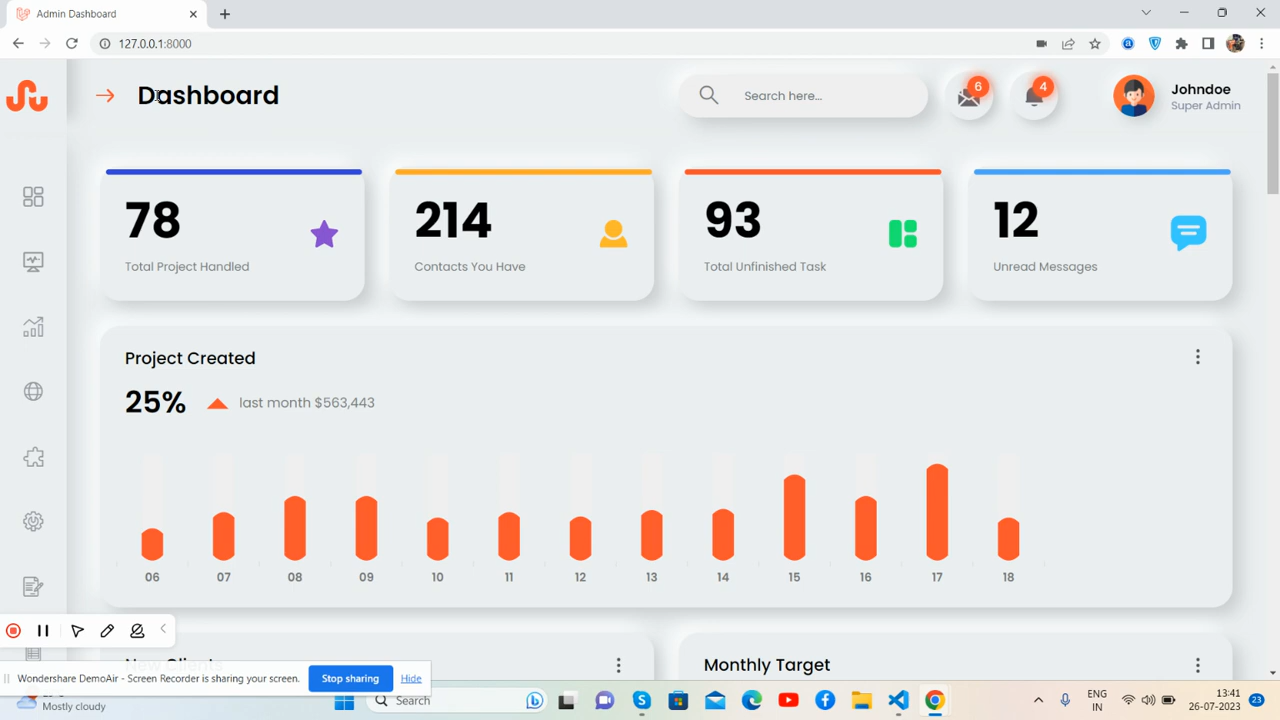 Admin Dashboard
127.0.0.1:8000
Dashboard
Search here...
6
4
Johndoe
Super Admin
78
Total Project Handled
214
Contacts You Have
93
Total Unfinished Task
12
Unread Messages
Project Created
25%
last month $563,443
06 07 08 09 10 11 12 13 14 15 16 17 18
New Clients
Monthly Target
Wondershare DemoAir - Screen Recorder is sharing your screen.
Stop sharing
Hide
Mostly cloudy
Search
ENG
IN
13:41
26-07-2023
23